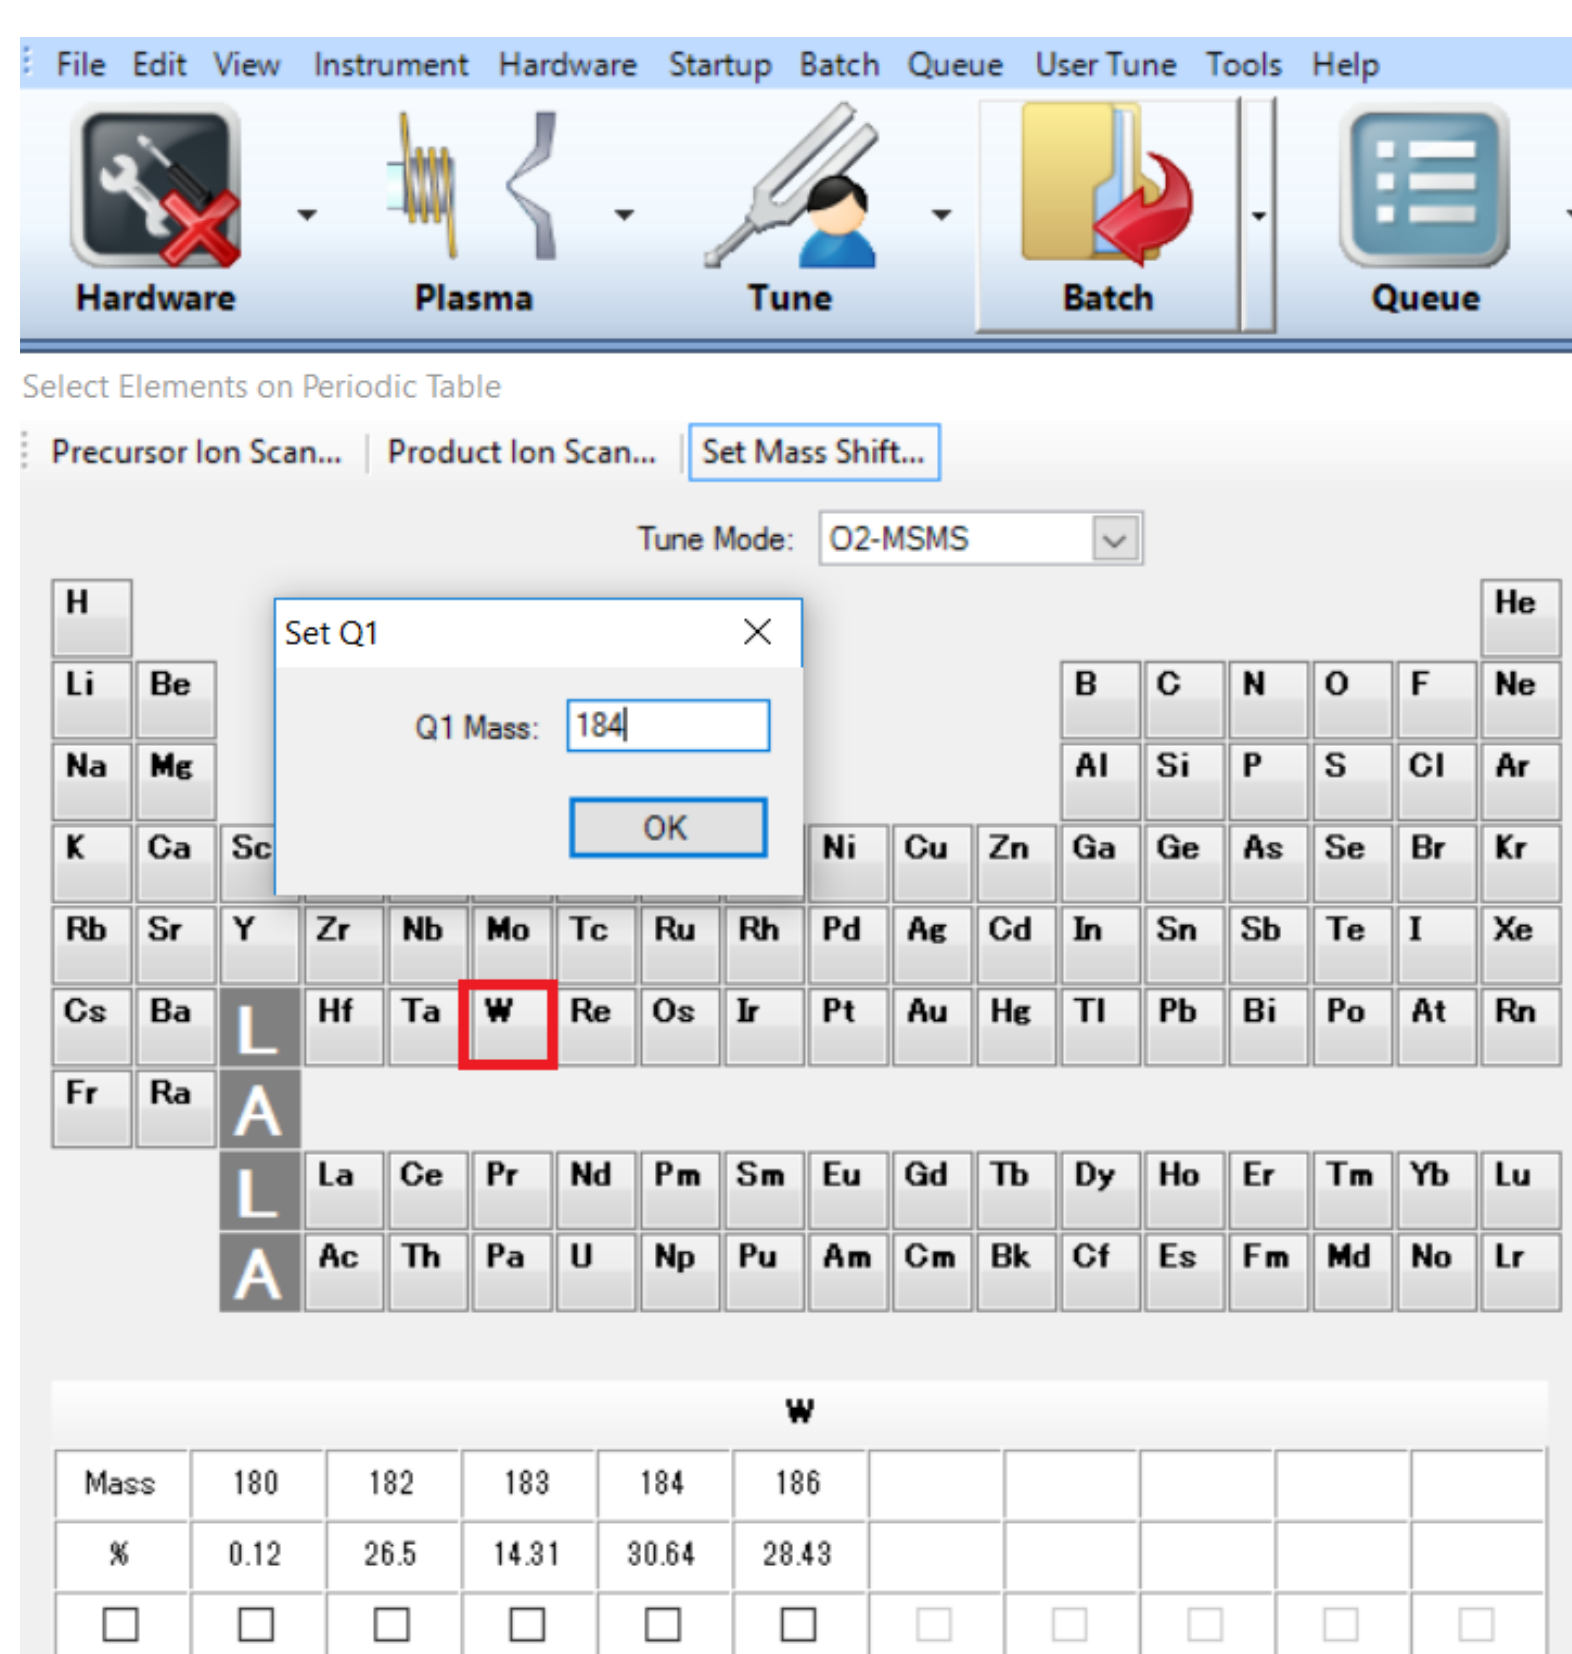 File Edit View Instrument Hardware Startup Batch Queue User Tune Tools Help
Hardware Plasma Tune Batch Queue
Select Elements on Periodic Table
Precursor Ion Scan... Product Ion Scan... Set Mass Shift...
Tune Mode: O2-MSMS
H He
Set Q1
Li Be B C N O F Ne
Q1 Mass: 184
Na Mg Al Si P S Cl Ar
OK
K Ca Sc Ni Cu Zn Ga Ge As Se Br Kr
Rb Sr Y Zr Nb Mo Tc Ru Rh Pd Ag Cd In Sn Sb Te I Xe
Cs Ba L Hf Ta W Re Os Ir Pt Au Hg Tl Pb Bi Po At Rn
Fr Ra A
L La Ce Pr Nd Pm Sm Eu Gd Tb Dy Ho Er Tm Yb Lu
A Ac Th Pa U Np Pu Am Cm Bk Cf Es Fm Md No Lr
W
Mass 180 182 183 184 186
% 0.12 26.5 14.31 30.64 28.43